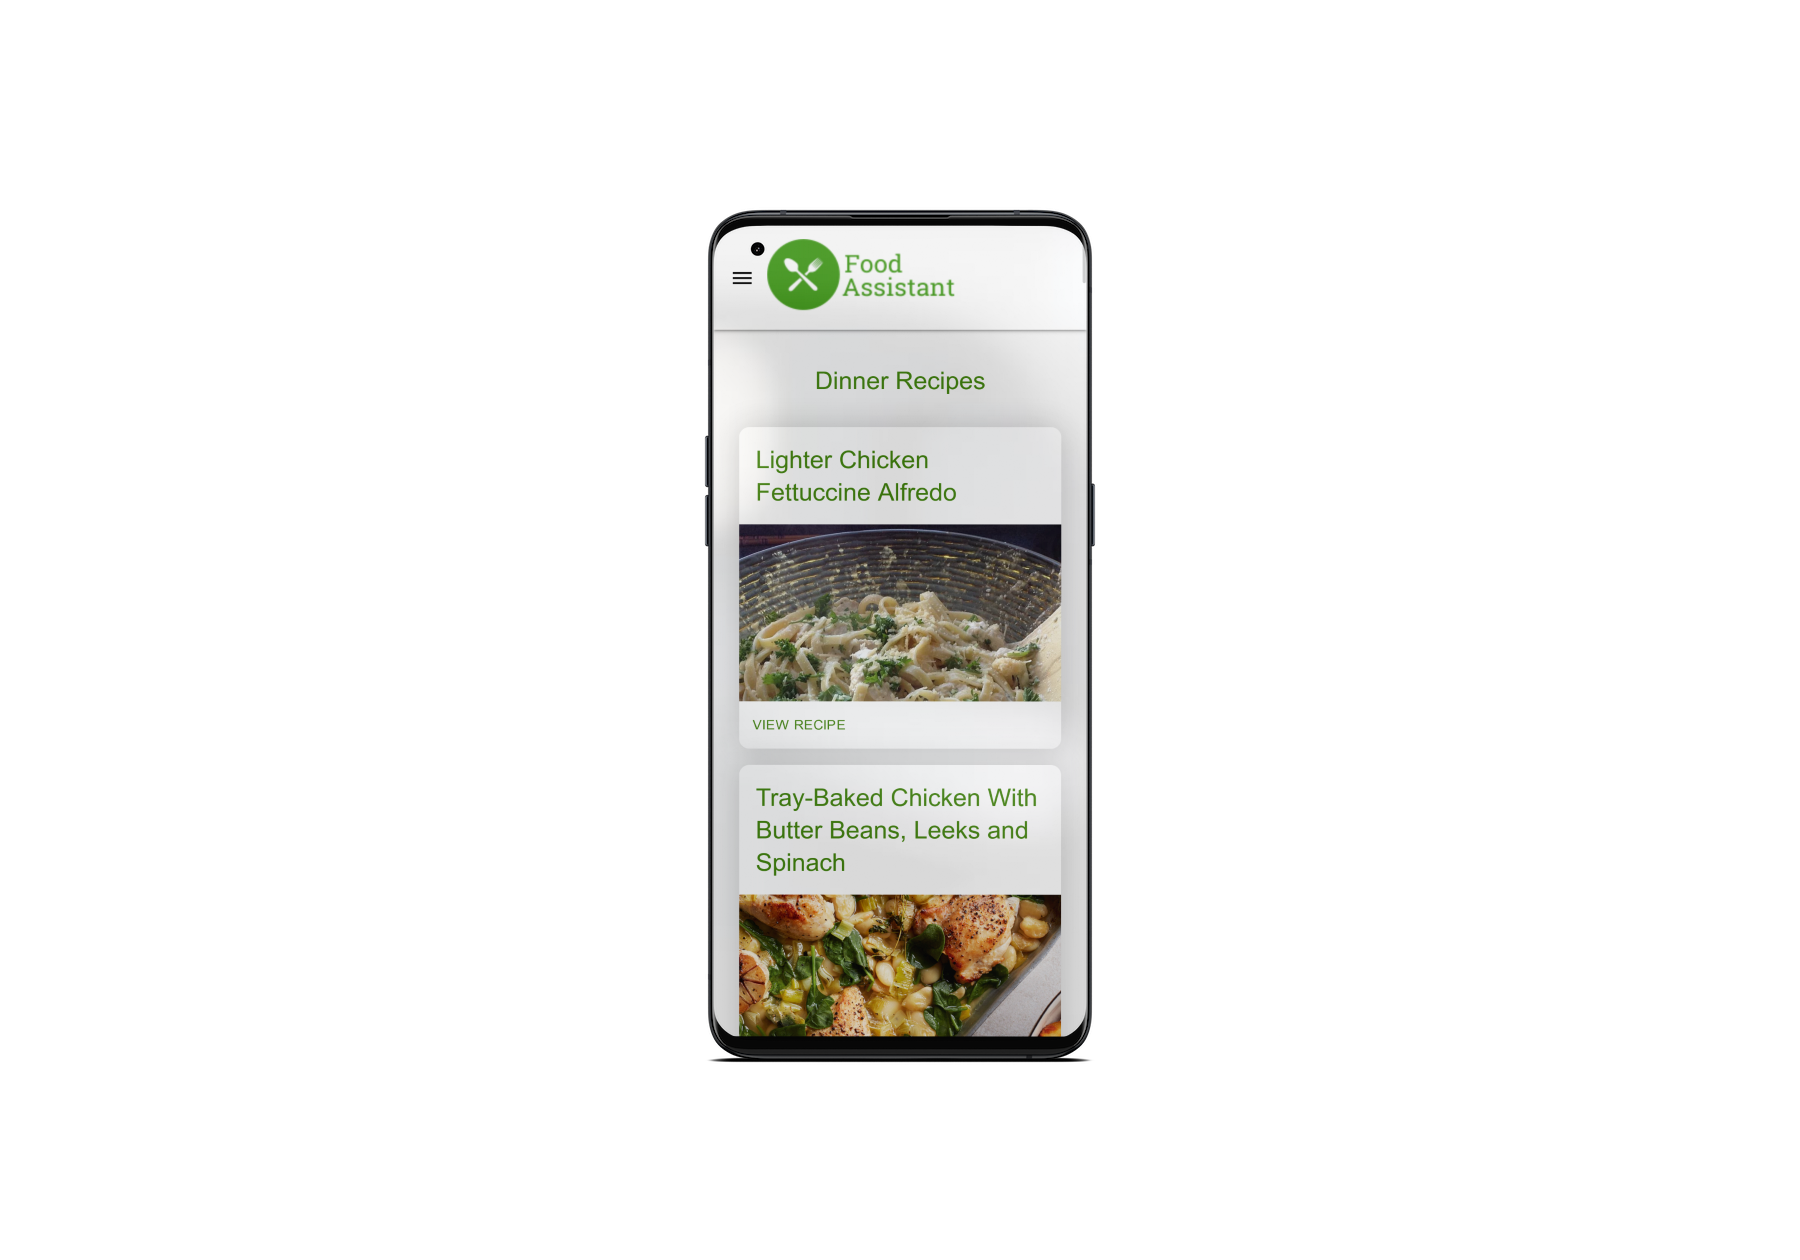 Food
Assistant
Dinner Recipes
Lighter Chicken
Fettuccine Alfredo
VIEW RECIPE
Tray-Baked Chicken With
Butter Beans, Leeks and
Spinach